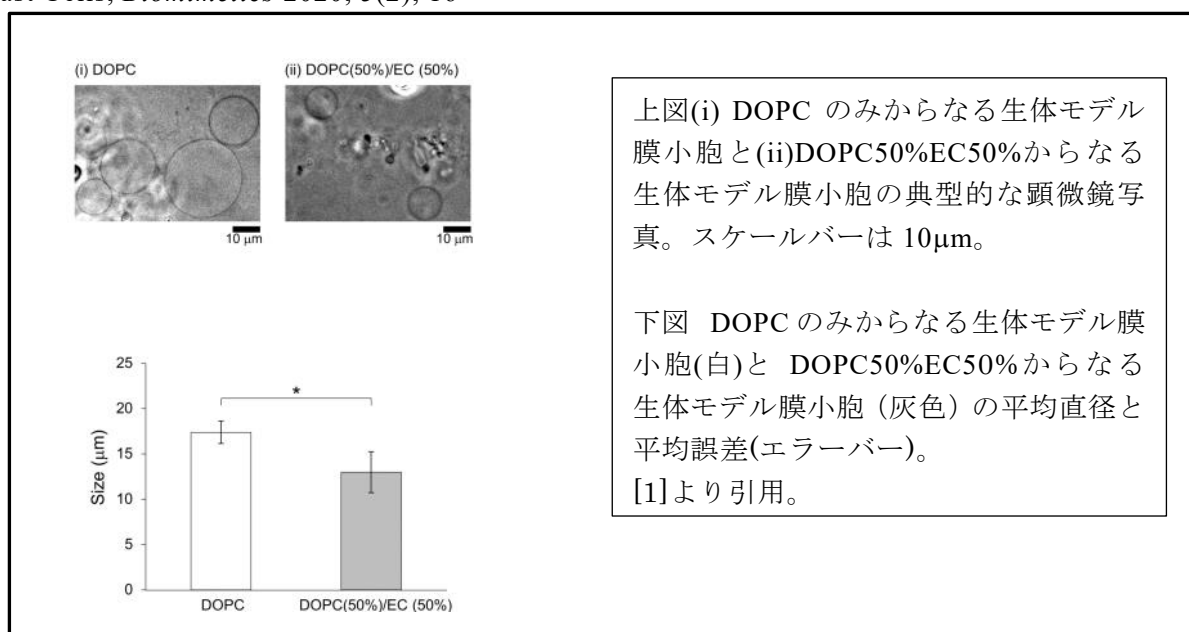 Biomimetics 2020, 5(2), 16
(i) DOPC
(ii) DOPC(50%)/EC (50%)
10 μm
10 μm
25
20
15
10
5
0
Size (μm)
*
DOPC
DOPC(50%)/EC (50%)
上図(i) DOPC のみからなる生体モデル
膜小胞と(ii)DOPC50%EC50%からなる
生体モデル膜小胞の典型的な顕微鏡写
真。スケールバーは 10μm。
下図 DOPC のみからなる生体モデル膜
小胞(白)と DOPC50%EC50%からなる
生体モデル膜小胞（灰色）の平均直径と
平均誤差(エラーバー)。
[1]より引用。